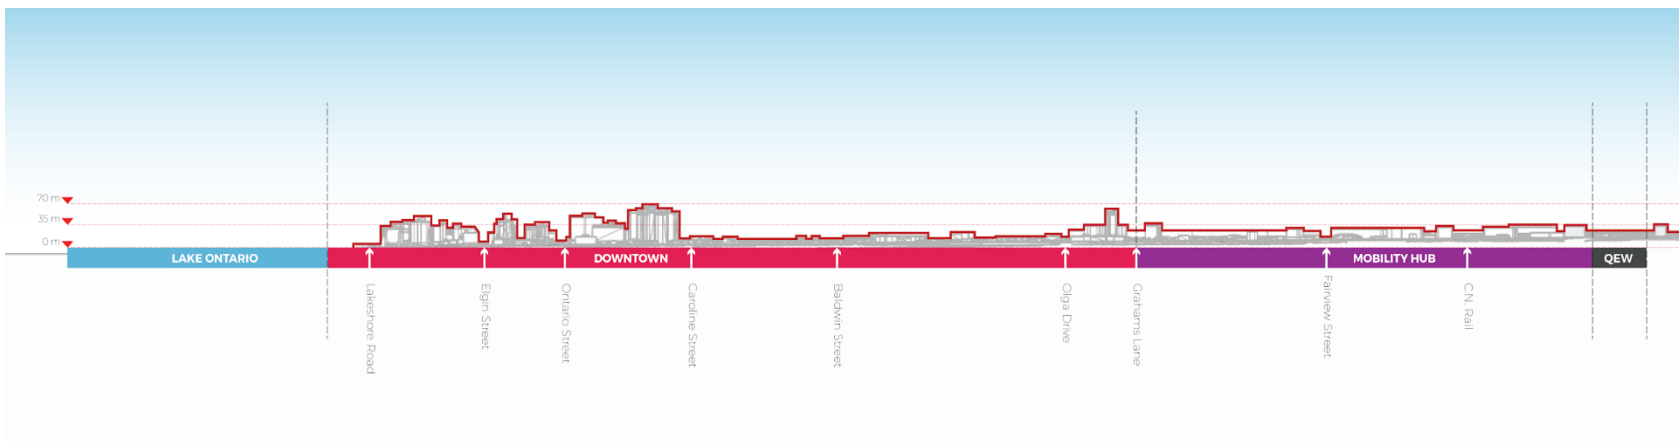 70 m
35 m
0 m
LAKE ONTARIO
DOWNTOWN
MOBILITY HUB
QEW
Lakeshore Road
Elgin Street
Ontario Street
Caroline Street
Baldwin Street
Olga Drive
Grahams Lane
Fairview Street
C.N. Rail